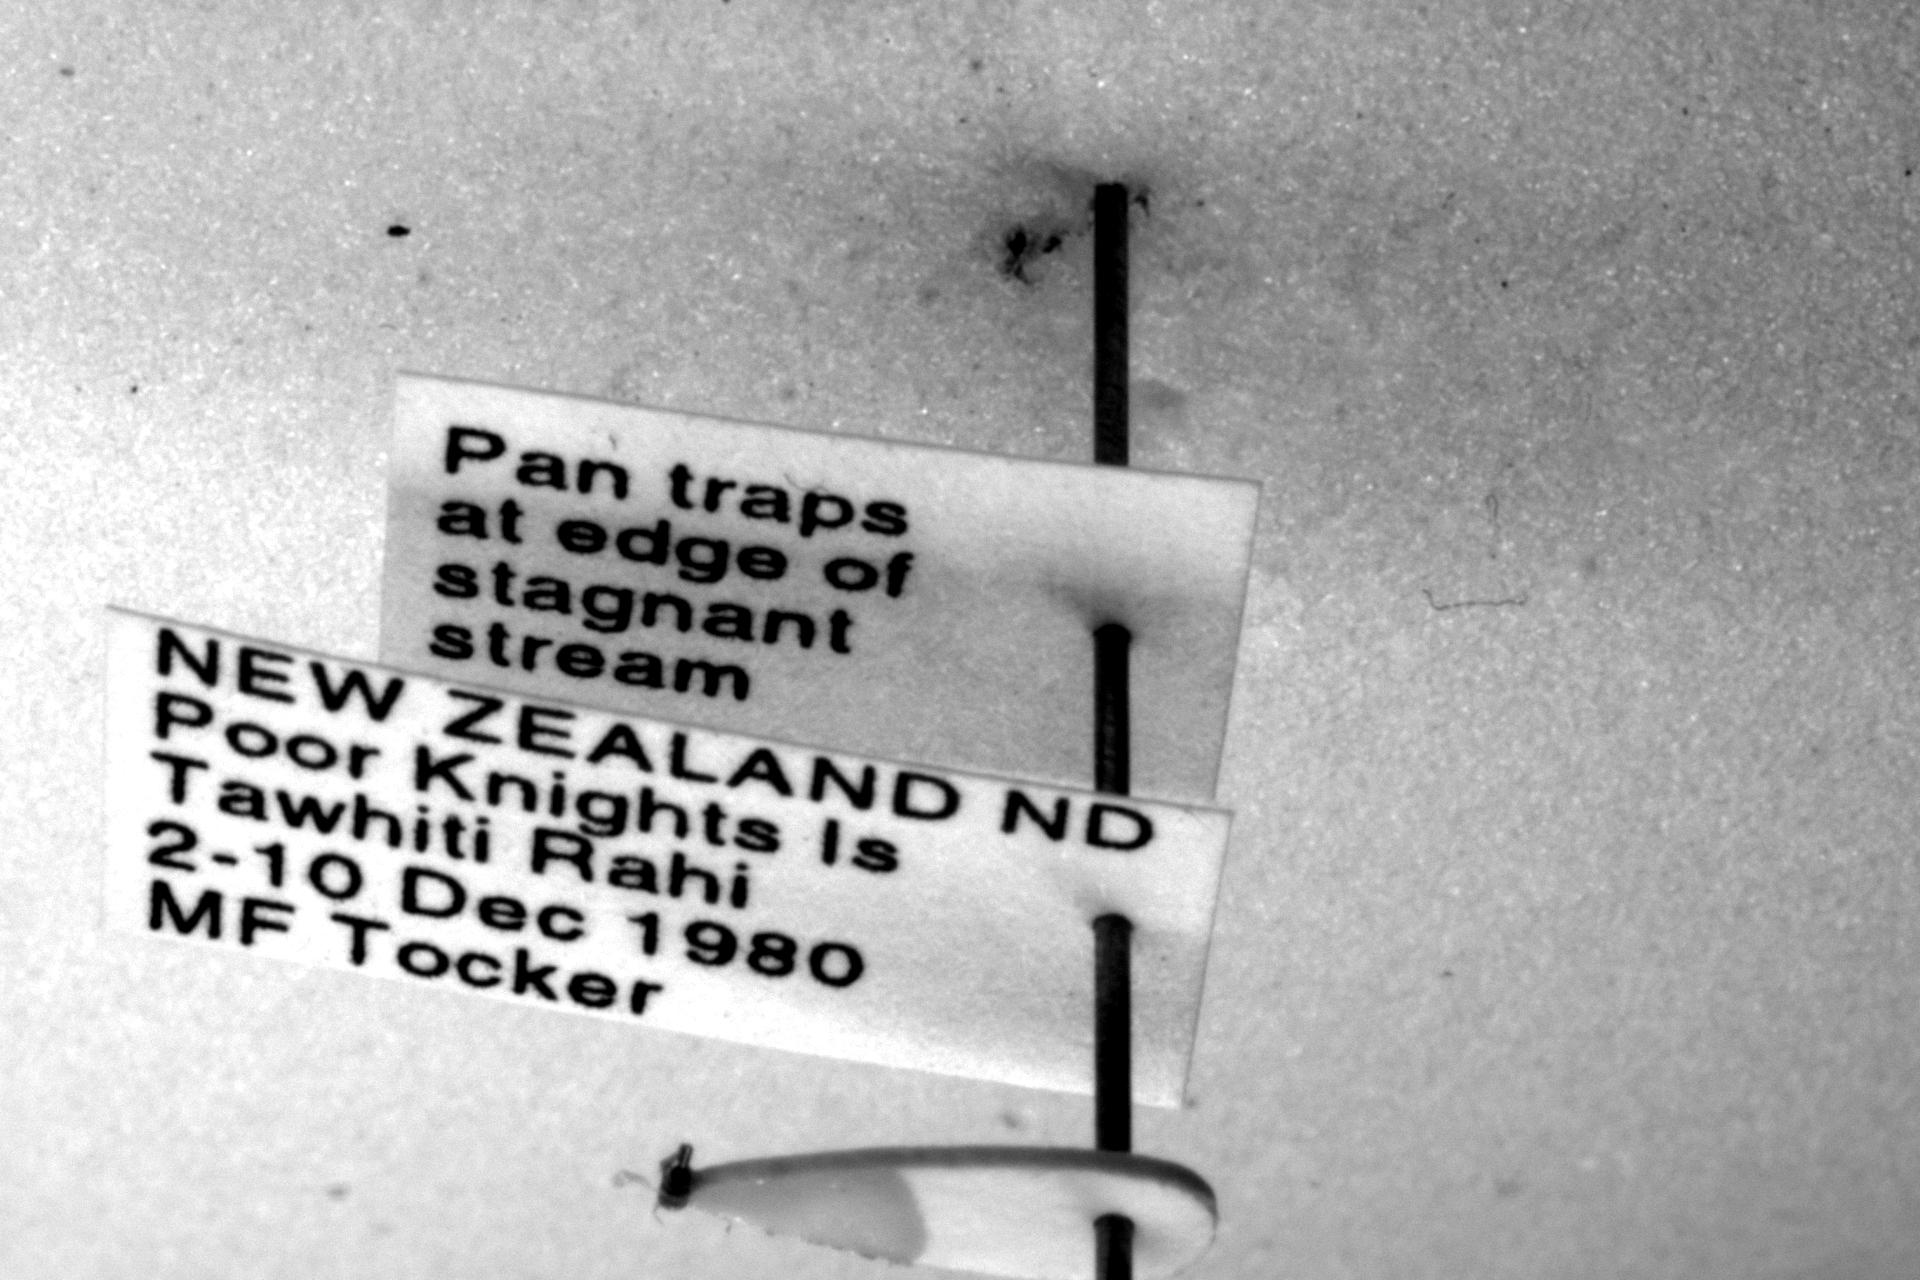 Pan traps
at edge of
stagnant
stream
NEW ZEALAND ND
Poor Knights Is
Tawhiti Rahi
2-10 Dec 1980
MF Tocker